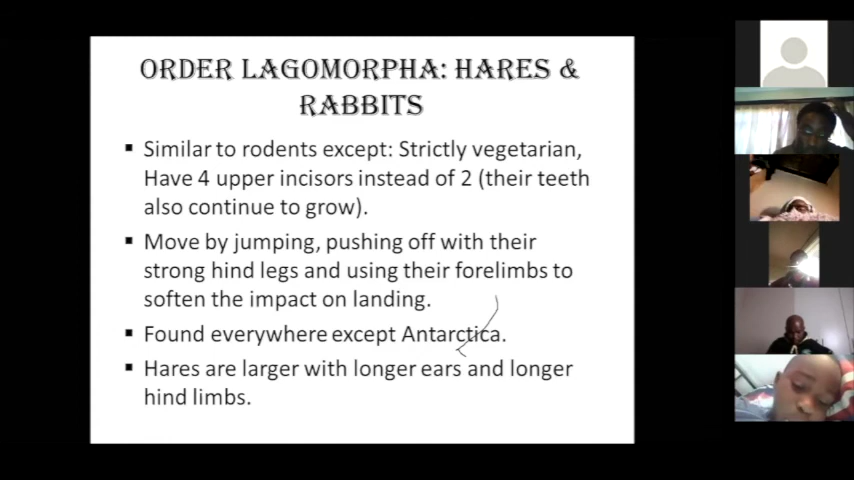 ORDER LAGOMORPHA: HARES &
RABBITS
▪ Similar to rodents except: Strictly vegetarian,
Have 4 upper incisors instead of 2 (their teeth
also continue to grow).
▪ Move by jumping, pushing off with their
strong hind legs and using their forelimbs to
soften the impact on landing.
▪ Found everywhere except Antarctica.
▪ Hares are larger with longer ears and longer
hind limbs.